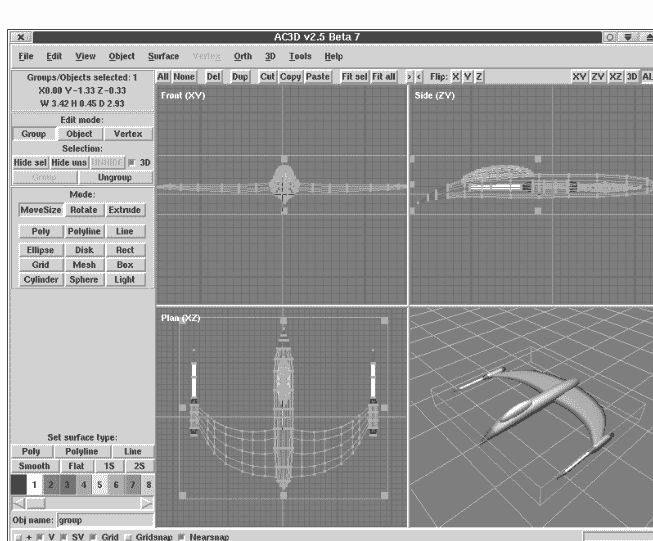 AC3D v2.5 Beta 7
File Edit View Object Surface Vertex Orth 3D Tools Help
Groups/Objects selected: 1
X0.00 Y-1.33 Z-0.33
W 3.42 H 0.45 D 2.93
All None Del Dup Cut Copy Paste Fit sel Fit all > < Flip: X Y Z XY ZY XZ 3D AL
Edit mode:
Group Object Vertex
Selection:
Hide sel Hide uns UNHIDE 3D
Group Ungroup
Mode:
MoveSize Rotate Extrude
Poly Polyline Line
Ellipse Disk Rect
Grid Mesh Box
Cylinder Sphere Light
Front (XY)
Side (ZY)
Plan (XZ)
Set surface type:
Poly Polyline Line
Smooth Flat 1S 2S
1 2 3 4 5 6 7 8
Obj name: group
+ V SV Grid Gridsnap Nearsnap